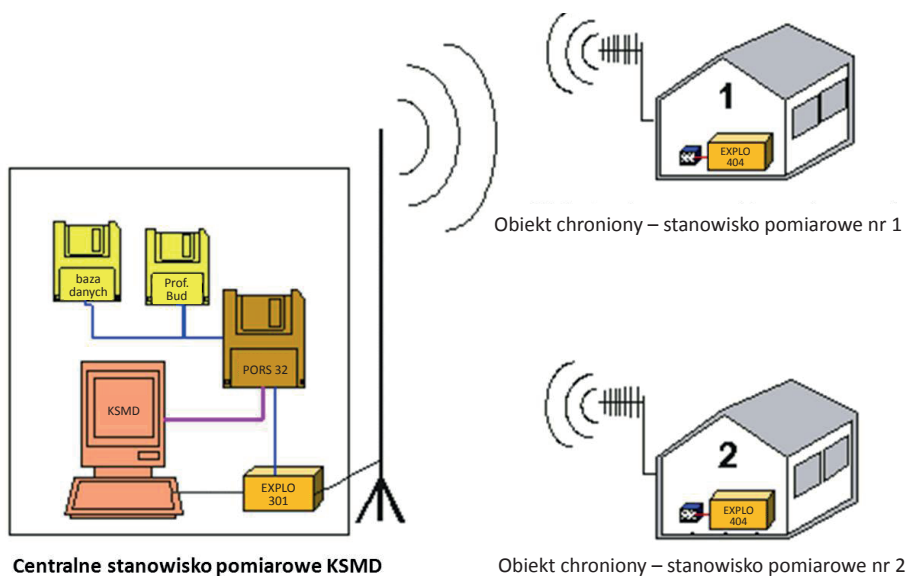 baza
danych
Prof.
Bud
PORS 32
KSMD
EXPLO
301
Centralne stanowisko pomiarowe KSMD
1
EXPLO
404
Obiekt chroniony – stanowisko pomiarowe nr 1
2
EXPLO
404
Obiekt chroniony – stanowisko pomiarowe nr 2